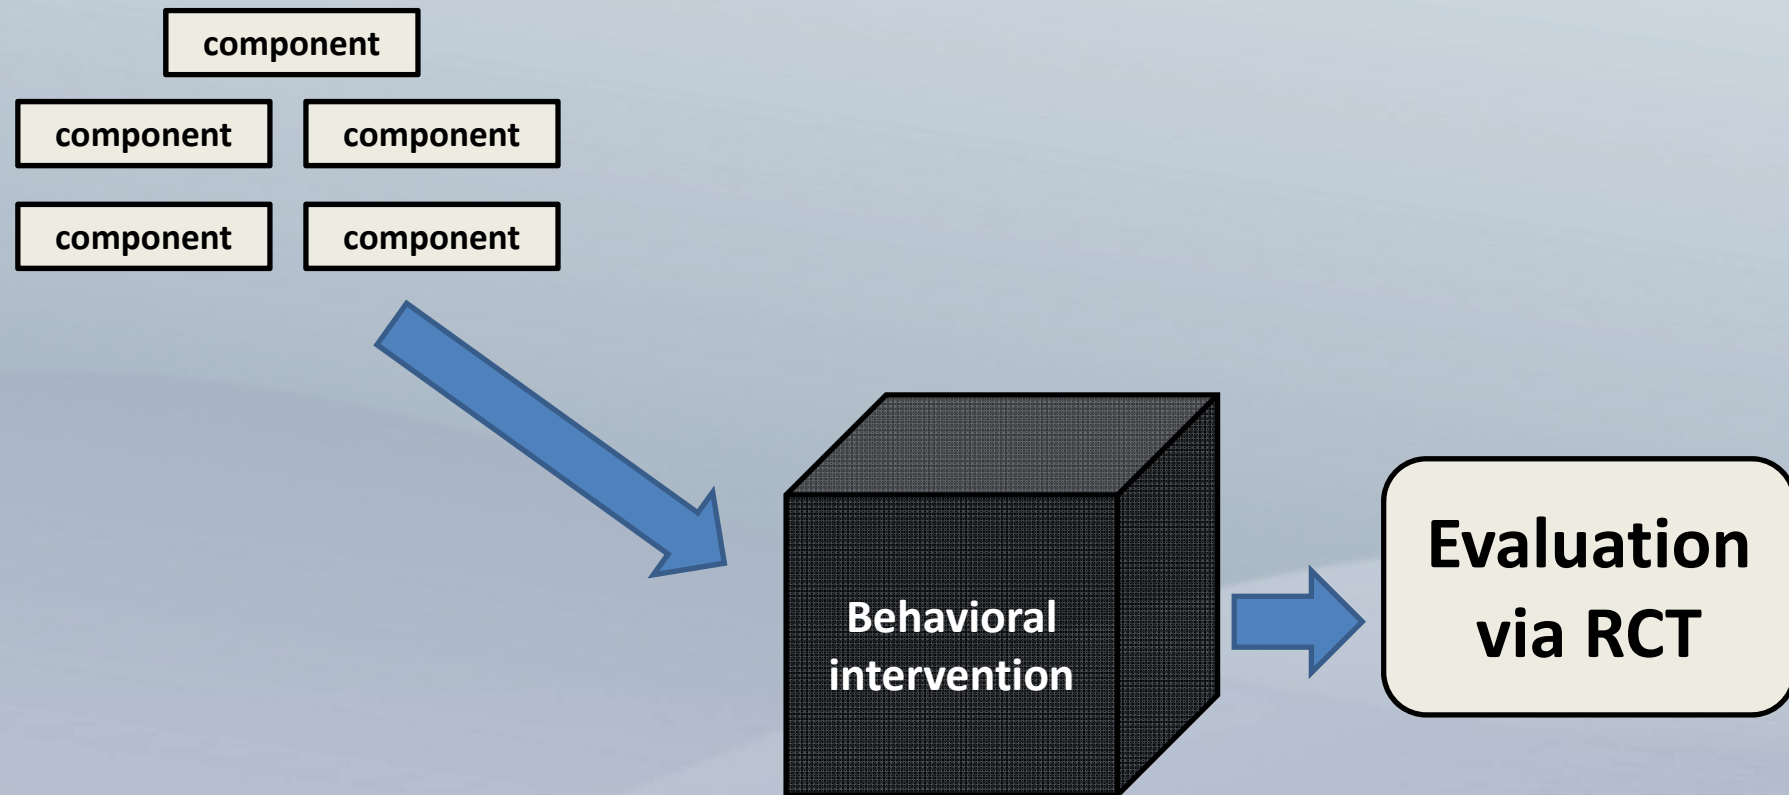 component
component component
component component
Behavioral
intervention
Evaluation
via RCT